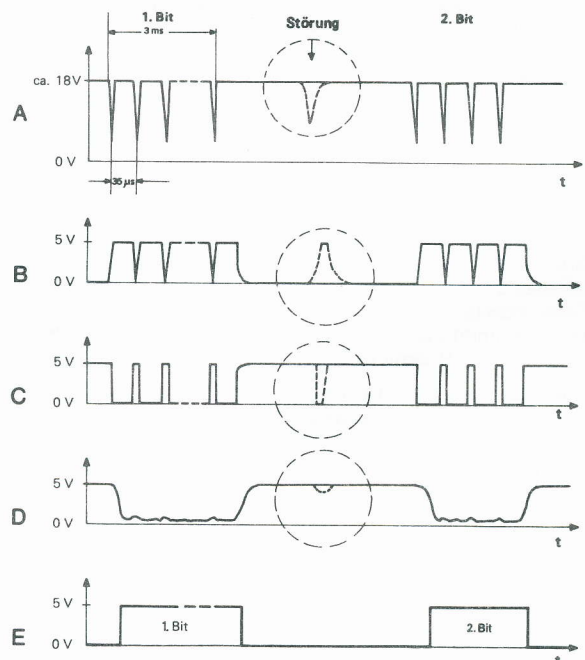 1. Bit
Störung
2. Bit
3 ms
ca. 18V
A
0 V
35 µs
t
5 V
B
0 V
t
5 V
C
0 V
t
5 V
D
0 V
t
5 V
E
1. Bit
2. Bit
0 V
t